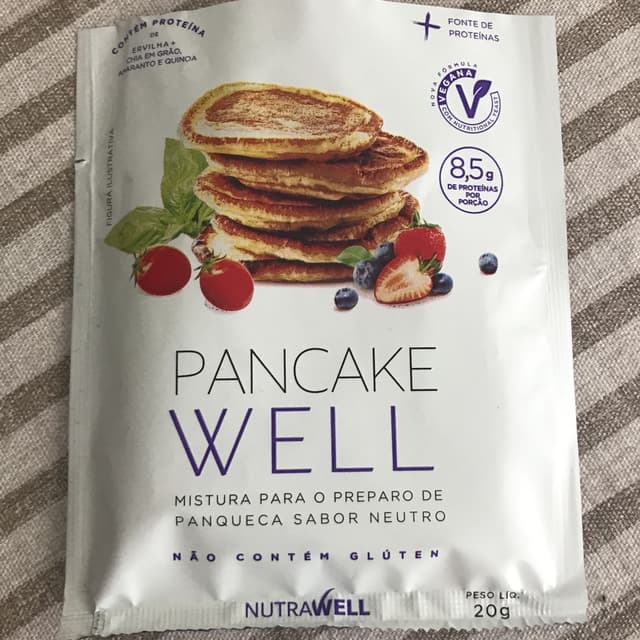 CONTÉM PROTEÍNA
DE
ERVILHA +
CHIA EM GRÃO,
AMARANTO E QUINOA
+ FONTE DE
PROTEÍNAS
NOVA FÓRMULA
VEGANA
V
COM NUTRITIONAL YEAST
8,5g
DE PROTEÍNAS
POR
PORÇÃO
FIGURA ILUSTRATIVA
PANCAKE
WELL
MISTURA PARA O PREPARO DE
PANQUECA SABOR NEUTRO
NÃO CONTÉM GLÚTEN
NUTRAWELL
PESO LÍQ.
20g